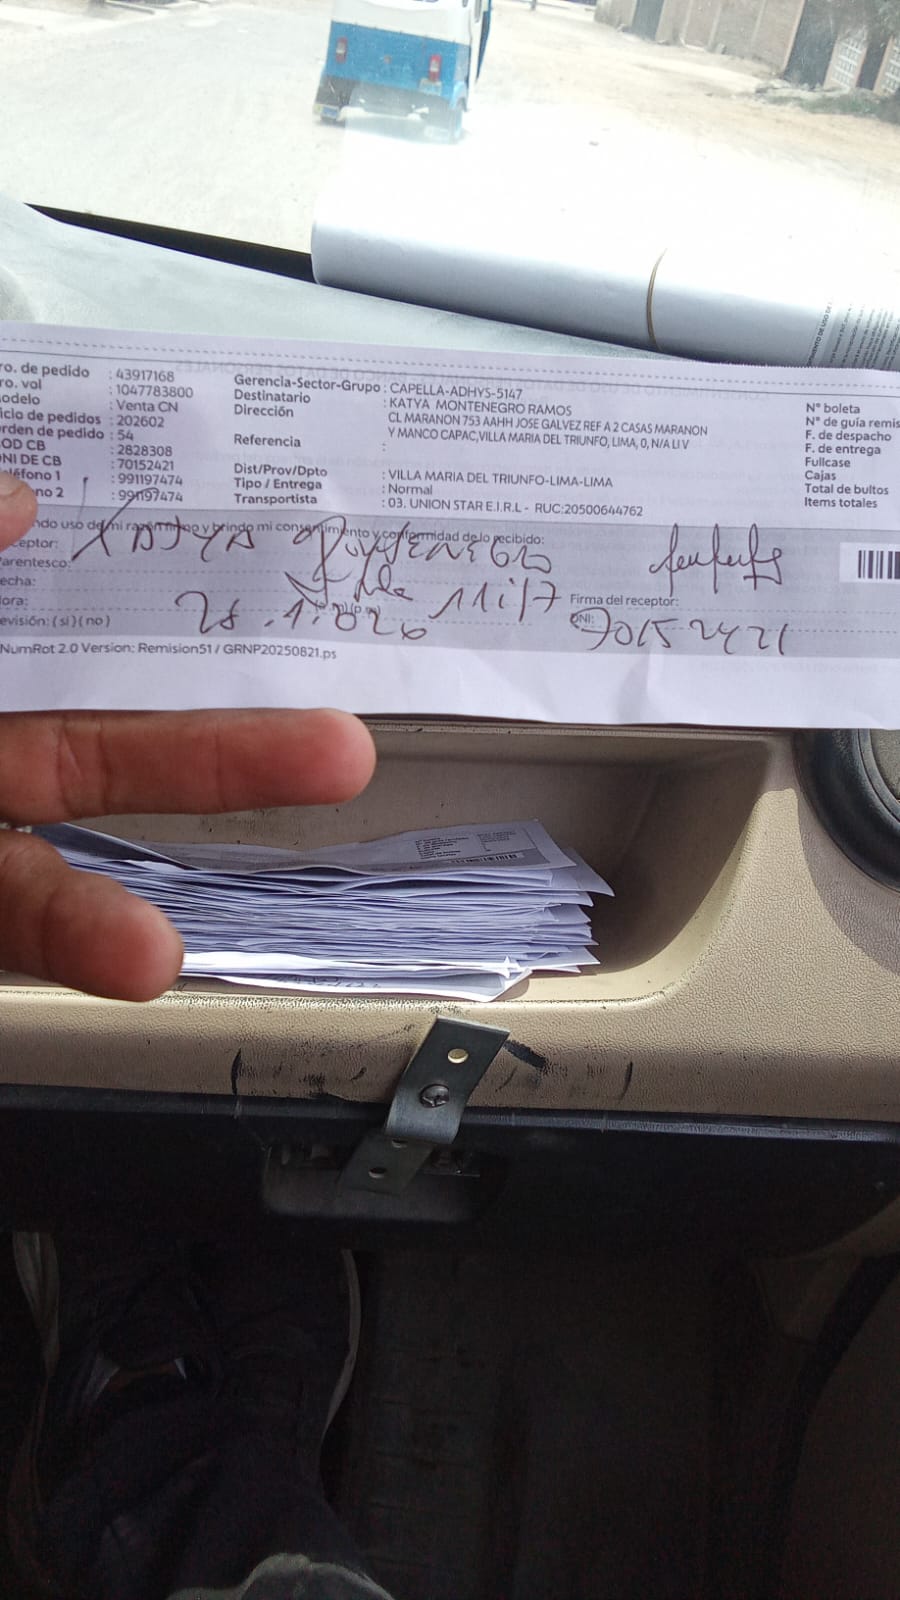 ro. de pedido : 43917168
ro. vol : 1047783800
odelo : Venta CN
icio de pedidos : 202602
rden de pedido : 54
OD CB : 2828308
NI DE CB : 70152421
léfono 1 : 991197474
no 2 : 991197474
Gerencia-Sector-Grupo : CAPELLA-ADHYS-5147
Destinatario : KATYA MONTENEGRO RAMOS
Dirección CL MARANON 753 AAHH JOSE GALVEZ REF A 2 CASAS MARANON
Y MANCO CAPAC,VILLA MARIA DEL TRIUNFO, LIMA, 0, N/A LI V
Referencia :
Dist/Prov/Dpto : VILLA MARIA DEL TRIUNFO-LIMA-LIMA
Tipo / Entrega : Normal
Transportista : 03. UNION STAR E.I.R.L - RUC:20500644762
N° boleta
N° de guía remis
F. de despacho
F. de entrega
Fullcase
Cajas
Total de bultos
Items totales
ndo uso de mi razón y brindo mi consentimiento y conformidad de lo recibido:
ceptor: KATYA MONTENEGRO
arentesco:
echa:
11:17
ora: (p.m)
28.1.026
evisión: ( si ) ( no )
Firma del receptor:
DNI: 70152421
NumRot 2.0 Version: Remision51 / GRNP20250821.ps